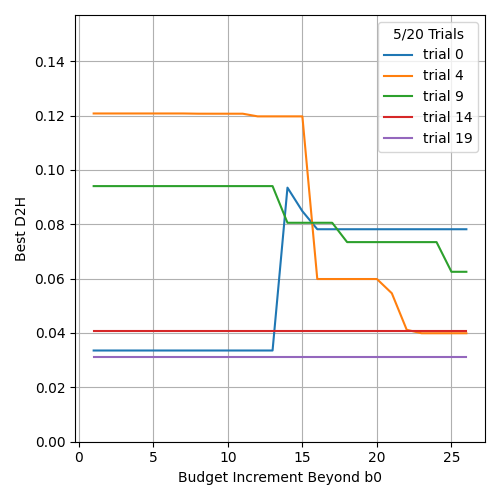 5/20 Trials
trial 0
trial 4
trial 9
trial 14
trial 19
Best D2H
0.14
0.12
0.10
0.08
0.06
0.04
0.02
0.00
0 5 10 15 20 25
Budget Increment Beyond b0